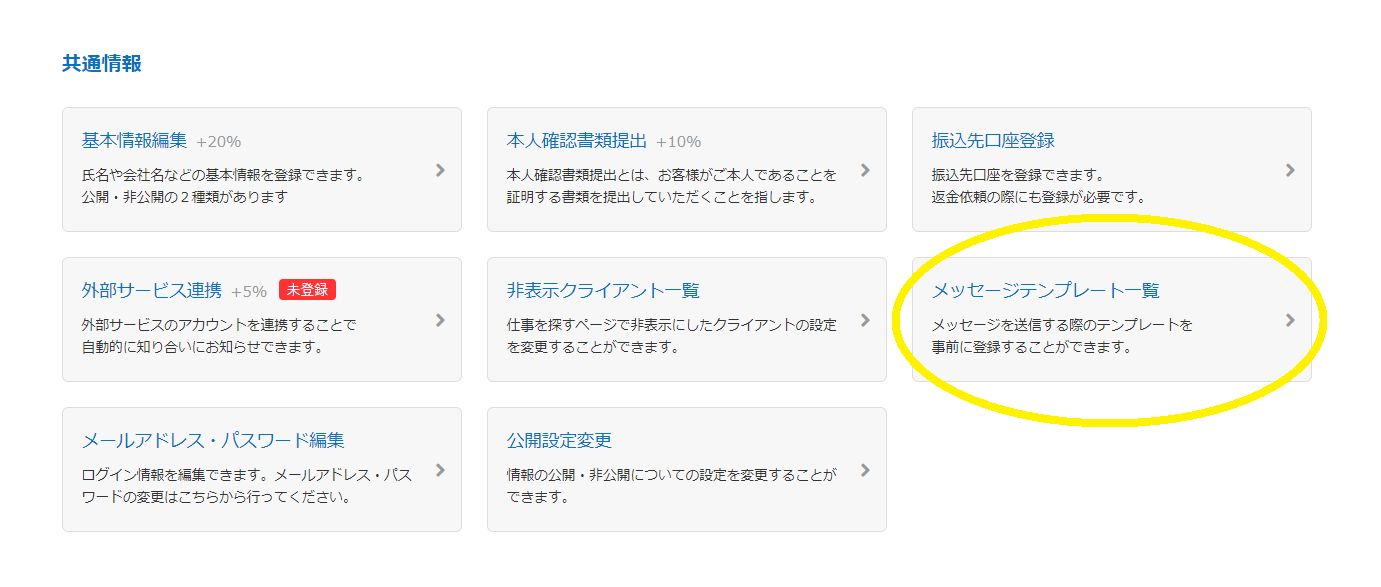 共通情報
基本情報編集 +20%
氏名や会社名などの基本情報を登録できます。
公開・非公開の２種類があります
本人確認書類提出 +10%
本人確認書類提出とは、お客様がご本人であることを
証明する書類を提出していただくことを指します。
振込先口座登録
振込先口座を登録できます。
返金依頼の際にも登録が必要です。
外部サービス連携 +5% 未登録
外部サービスのアカウントを連携することで
自動的に知り合いにお知らせできます。
非表示クライアント一覧
仕事を探すページで非表示にしたクライアントの設定
を変更することができます。
メッセージテンプレート一覧
メッセージを送信する際のテンプレートを
事前に登録することができます。
メールアドレス・パスワード編集
ログイン情報を編集できます。メールアドレス・パス
ワードの変更はこちらから行ってください。
公開設定変更
情報の公開・非公開についての設定を変更することが
できます。